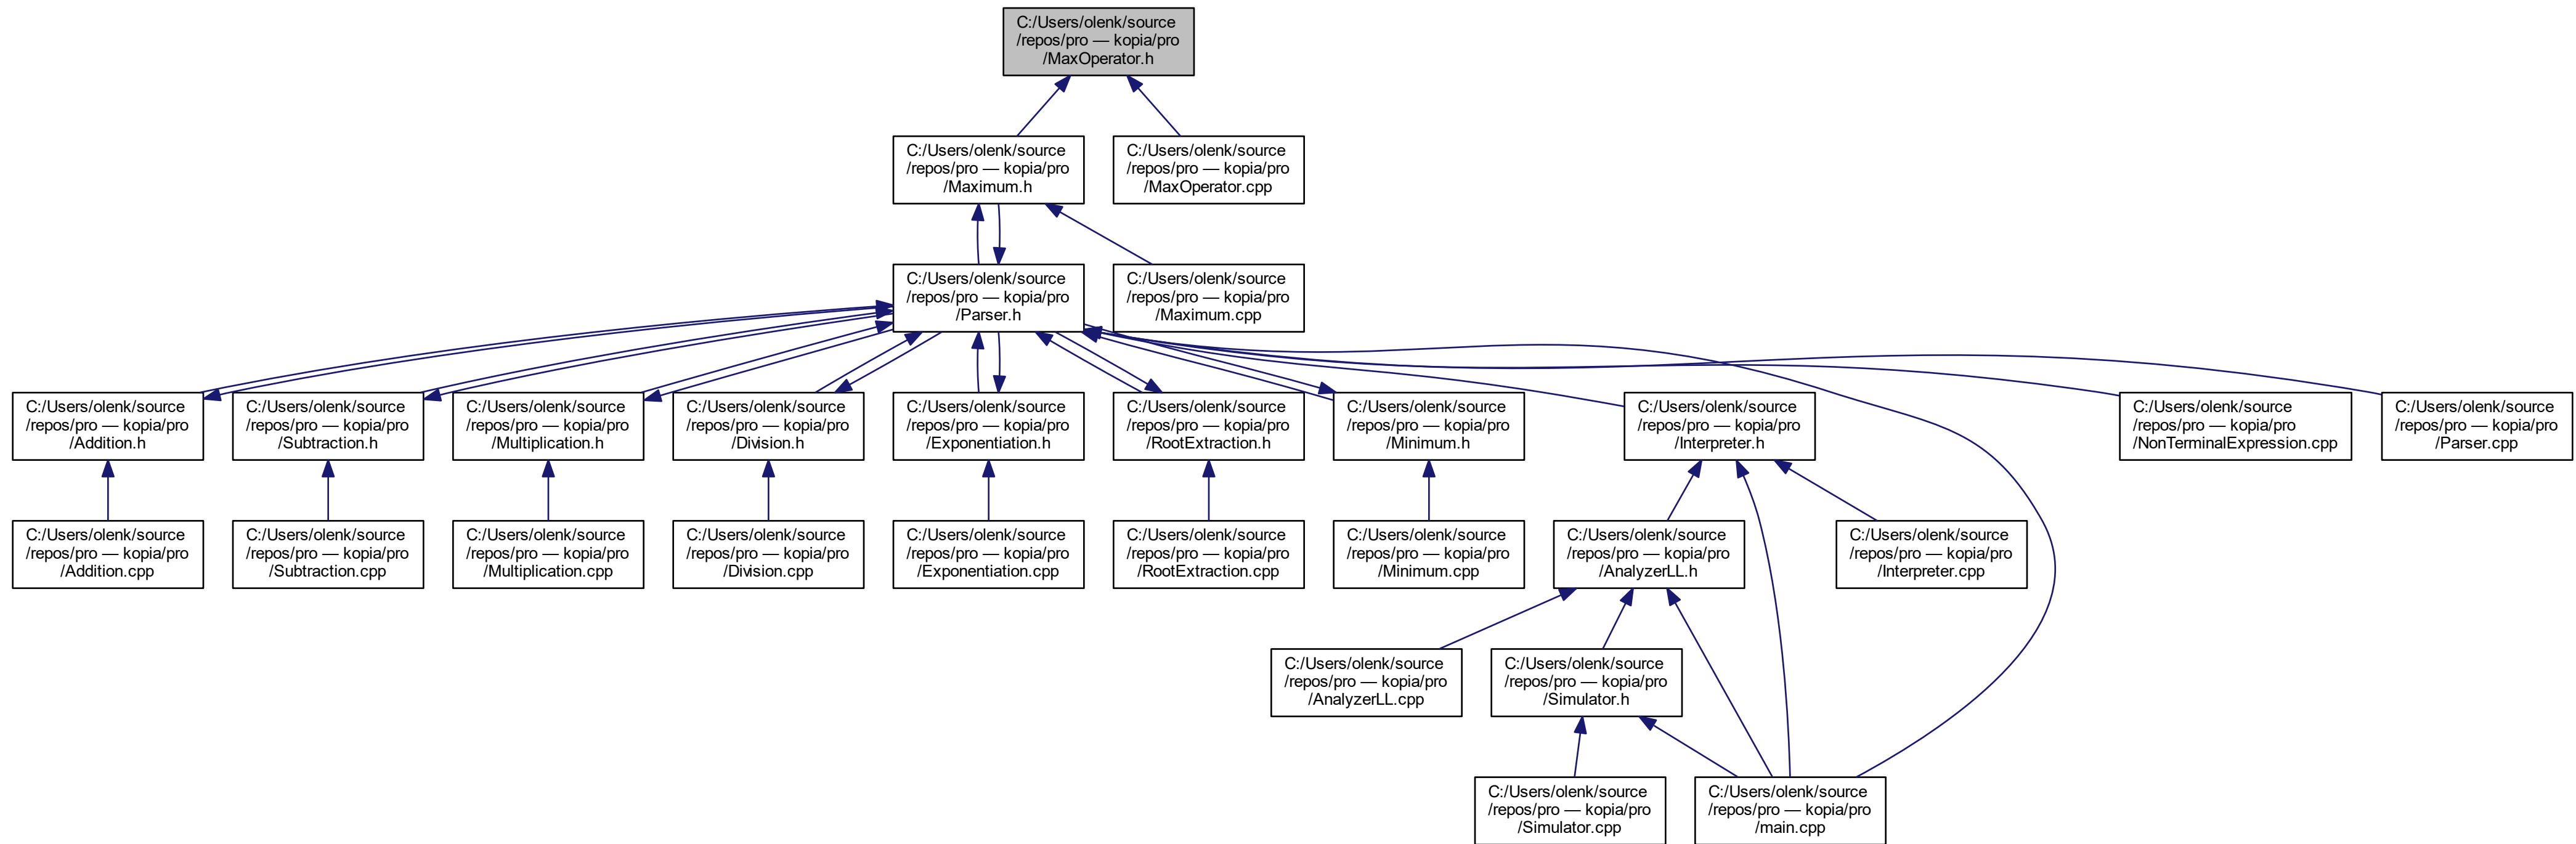 C:/Users/olenk/source
/repos/pro — kopia/pro
/MaxOperator.h
C:/Users/olenk/source
/repos/pro — kopia/pro
/Maximum.h
C:/Users/olenk/source
/repos/pro — kopia/pro
/MaxOperator.cpp
C:/Users/olenk/source
/repos/pro — kopia/pro
/Parser.h
C:/Users/olenk/source
/repos/pro — kopia/pro
/Maximum.cpp
C:/Users/olenk/source
/repos/pro — kopia/pro
/Addition.h
C:/Users/olenk/source
/repos/pro — kopia/pro
/Subtraction.h
C:/Users/olenk/source
/repos/pro — kopia/pro
/Multiplication.h
C:/Users/olenk/source
/repos/pro — kopia/pro
/Division.h
C:/Users/olenk/source
/repos/pro — kopia/pro
/Exponentiation.h
C:/Users/olenk/source
/repos/pro — kopia/pro
/RootExtraction.h
C:/Users/olenk/source
/repos/pro — kopia/pro
/Minimum.h
C:/Users/olenk/source
/repos/pro — kopia/pro
/Interpreter.h
C:/Users/olenk/source
/repos/pro — kopia/pro
/NonTerminalExpression.cpp
C:/Users/olenk/source
/repos/pro — kopia/pro
/Parser.cpp
C:/Users/olenk/source
/repos/pro — kopia/pro
/Addition.cpp
C:/Users/olenk/source
/repos/pro — kopia/pro
/Subtraction.cpp
C:/Users/olenk/source
/repos/pro — kopia/pro
/Multiplication.cpp
C:/Users/olenk/source
/repos/pro — kopia/pro
/Division.cpp
C:/Users/olenk/source
/repos/pro — kopia/pro
/Exponentiation.cpp
C:/Users/olenk/source
/repos/pro — kopia/pro
/RootExtraction.cpp
C:/Users/olenk/source
/repos/pro — kopia/pro
/Minimum.cpp
C:/Users/olenk/source
/repos/pro — kopia/pro
/AnalyzerLL.h
C:/Users/olenk/source
/repos/pro — kopia/pro
/Interpreter.cpp
C:/Users/olenk/source
/repos/pro — kopia/pro
/AnalyzerLL.cpp
C:/Users/olenk/source
/repos/pro — kopia/pro
/Simulator.h
C:/Users/olenk/source
/repos/pro — kopia/pro
/Simulator.cpp
C:/Users/olenk/source
/repos/pro — kopia/pro
/main.cpp